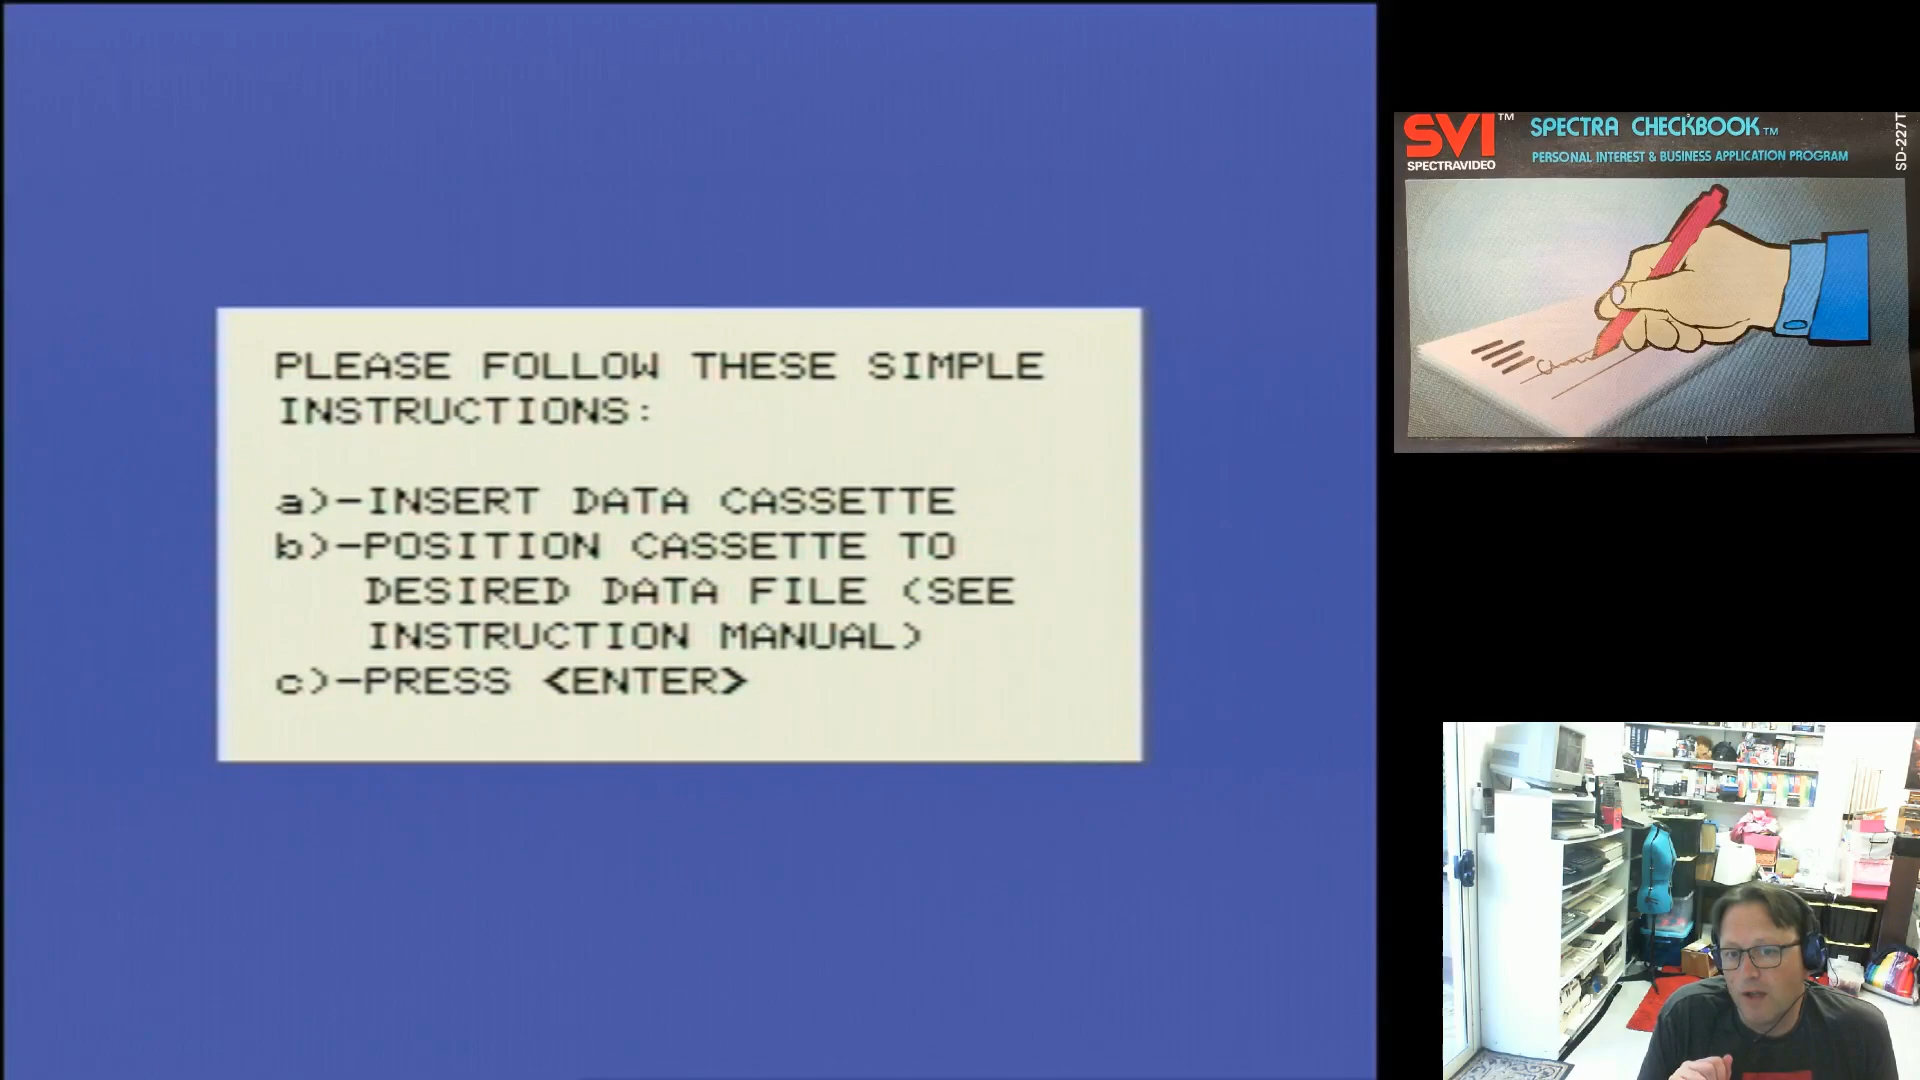 PLEASE FOLLOW THESE SIMPLE
INSTRUCTIONS:
a)-INSERT DATA CASSETTE
b)-POSITION CASSETTE TO
DESIRED DATA FILE (SEE
INSTRUCTION MANUAL)
c)-PRESS <ENTER>
SVI™
SPECTRAVIDEO
SPECTRA CHECKBOOK™
PERSONAL INTEREST & BUSINESS APPLICATION PROGRAM
SD-227T